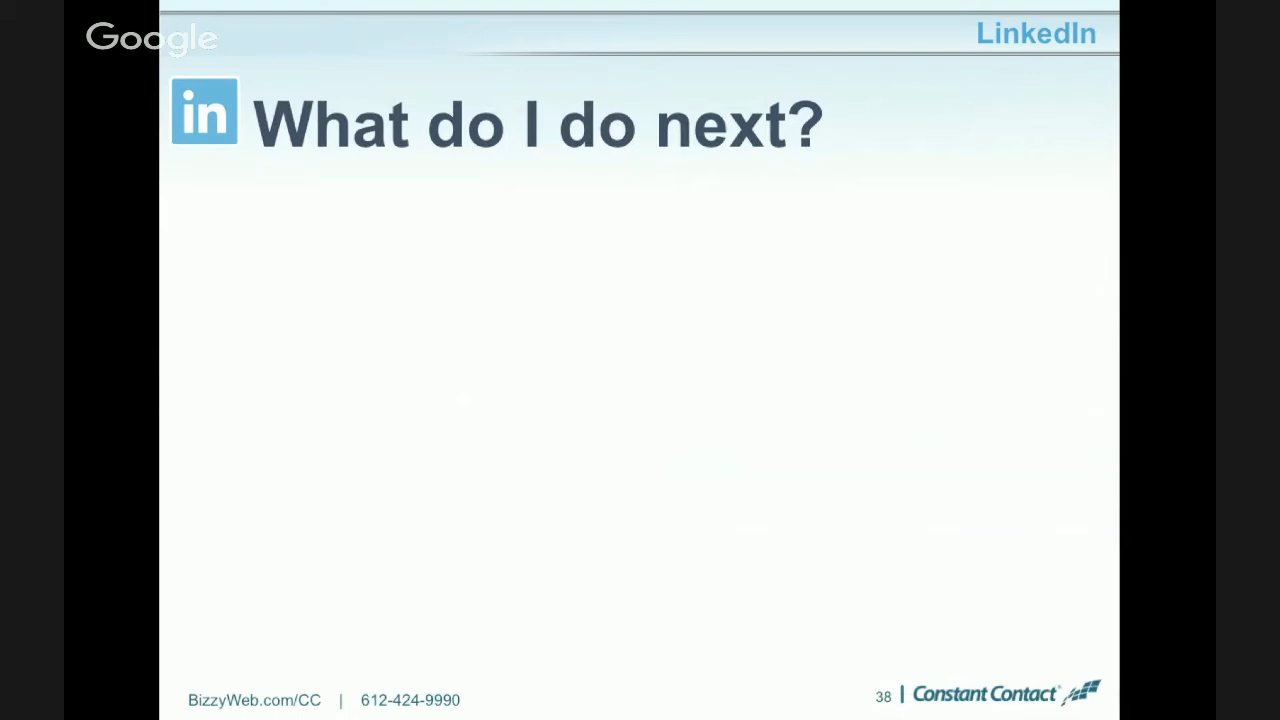 Google
LinkedIn
in What do I do next?
BizzyWeb.com/CC | 612-424-9990
38 | Constant Contact®